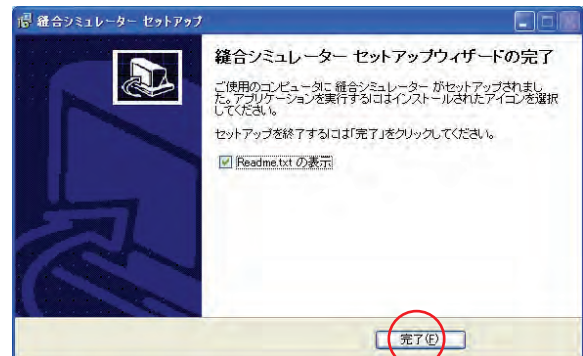 縫合シミュレーター セットアップ
縫合シミュレーター セットアップウィザードの完了
ご使用のコンピュータに 縫合シミュレーター がセットアップされまし
た。アプリケーションを実行するにはインストールされたアイコンを選択
してください。
セットアップを終了するには「完了」をクリックしてください。
Readme.txt の表示
完了(F)